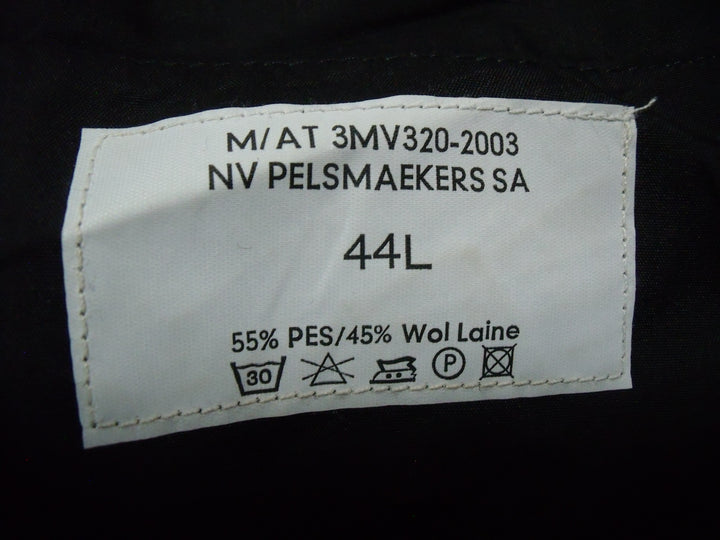 M/AT 3MV320-2003
NV PELSMAEKERS SA
44L
55% PES/45% Wol Laine
30 P